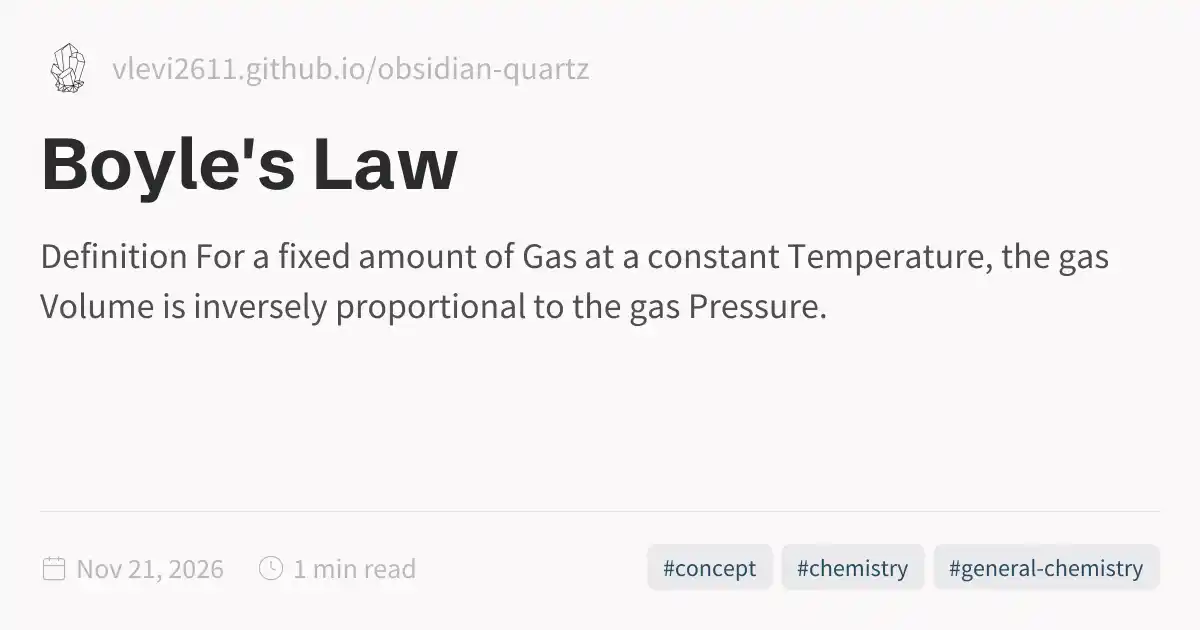 vlevi2611.github.io/obsidian-quartz
Boyle's Law
Definition For a fixed amount of Gas at a constant Temperature, the gas
Volume is inversely proportional to the gas Pressure.
Nov 21, 2026 1 min read #concept #chemistry #general-chemistry